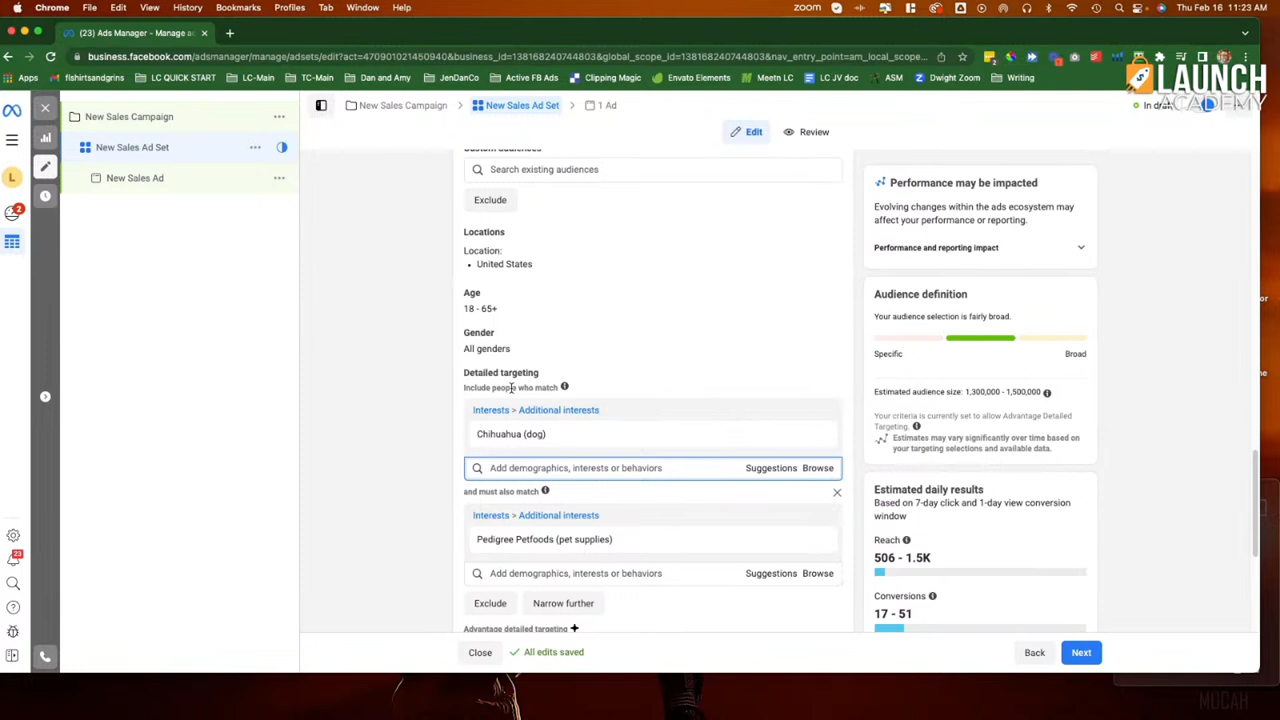 Chrome File Edit View History Bookmarks Profiles Tab Window Help
zoom
Thu Feb 16 11:23 AM
(23) Ads Manager - Manage ad
business.facebook.com/adsmanager/manage/adsets/edit?act=470901021450940&business_id=138168240744803&global_scope_id=138168240744803&nav_entry_point=am_local_scope...
Apps flshirtsandgrins LC QUICK START LC-Main TC-Main Dan and Amy JenDanCo Active FB Ads Clipping Magic Envato Elements Meetn LC LC JV doc ASM Dwight Zoom Writing
LAUNCH
ACADEMY
New Sales Campaign > New Sales Ad Set > 1 Ad
In dra
New Sales Campaign
New Sales Ad Set
New Sales Ad
L
2
23
Edit Review
Custom audiences
Search existing audiences
Exclude
Locations
Location:
• United States
Age
18 - 65+
Gender
All genders
Detailed targeting
Include people who match
Interests > Additional interests
Chihuahua (dog)
Add demographics, interests or behaviors Suggestions Browse
and must also match
Interests > Additional interests
Pedigree Petfoods (pet supplies)
Add demographics, interests or behaviors Suggestions Browse
Exclude Narrow further
Advantage detailed targeting +
Close All edits saved Back Next
Performance may be impacted
Evolving changes within the ads ecosystem may
affect your performance or reporting.
Performance and reporting impact
Audience definition
Your audience selection is fairly broad.
Specific Broad
Estimated audience size: 1,300,000 - 1,500,000
Your criteria is currently set to allow Advantage Detailed
Targeting.
Estimates may vary significantly over time based on
your targeting selections and available data.
Estimated daily results
Based on 7-day click and 1-day view conversion
window
Reach
506 - 1.5K
Conversions
17 - 51
MOCAH